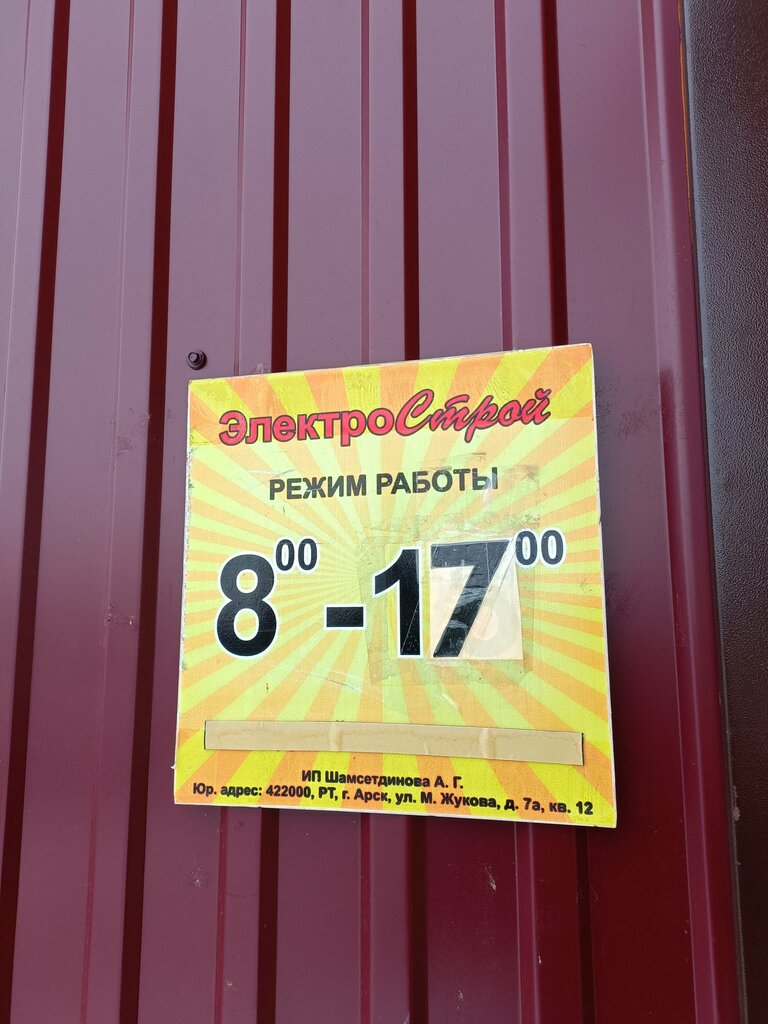 ЭлектроСтрой
РЕЖИМ РАБОТЫ
8⁰⁰-17⁰⁰
ИП Шамсетдинова А. Г.
Юр. адрес: 422000, РТ, г. Арск, ул. М. Жукова, д. 7а, кв. 12